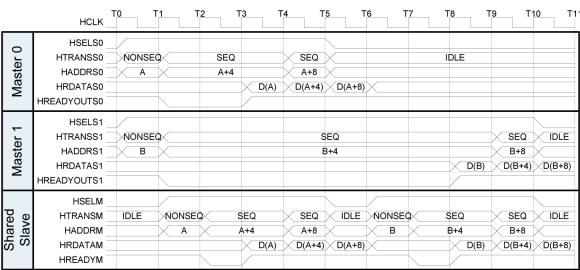 T0 T1 T2 T3 T4 T5 T6 T7 T8 T9 T10 T11
HCLK
Master 0
HSELS0
HTRANSS0 NONSEQ SEQ SEQ IDLE
HADDRS0 A A+4 A+8
HRDATAS0 D(A) D(A+4) D(A+8)
HREADYOUTS0
Master 1
HSELS1
HTRANSS1 NONSEQ SEQ SEQ IDLE
HADDRS1 B B+4 B+8
HRDATAS1 D(B) D(B+4) D(B+8)
HREADYOUTS1
Shared Slave
HSELM
HTRANSM IDLE NONSEQ SEQ SEQ IDLE NONSEQ SEQ SEQ IDLE
HADDRM A A+4 A+8 B B+4 B+8
HRDATAM D(A) D(A+4) D(A+8) D(B) D(B+4) D(B+8)
HREADYM